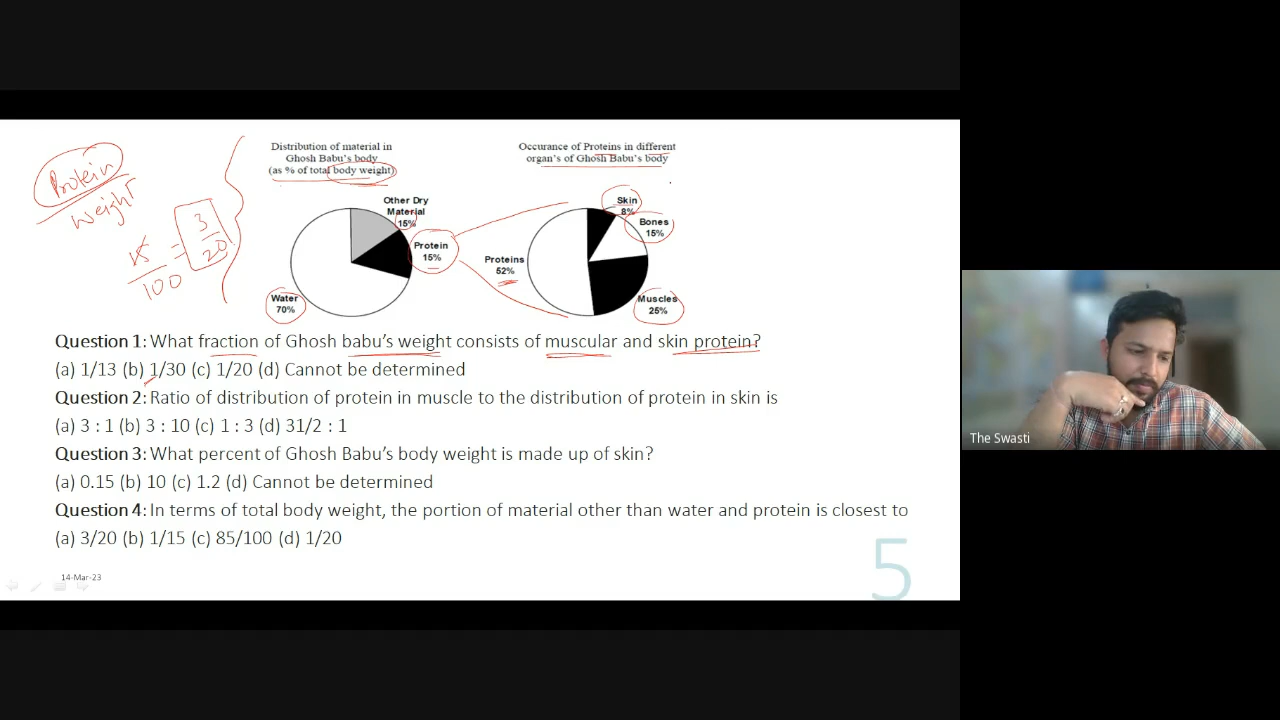 Protein
Weight
15
100
=
3
20
Distribution of material in
Ghosh Babu's body
(as % of total body weight)
Other Dry
Material
15%
Protein
15%
Water
70%
Occurance of Proteins in different
organ's of Ghosh Babu's body
Skin
8%
Bones
15%
Proteins
52%
Muscles
25%
Question 1: What fraction of Ghosh babu's weight consists of muscular and skin protein?
(a) 1/13 (b) 1/30 (c) 1/20 (d) Cannot be determined
Question 2: Ratio of distribution of protein in muscle to the distribution of protein in skin is
(a) 3 : 1 (b) 3 : 10 (c) 1 : 3 (d) 31/2 : 1
Question 3: What percent of Ghosh Babu's body weight is made up of skin?
(a) 0.15 (b) 10 (c) 1.2 (d) Cannot be determined
Question 4: In terms of total body weight, the portion of material other than water and protein is closest to
(a) 3/20 (b) 1/15 (c) 85/100 (d) 1/20
14-Mar-23
5
The Swasti